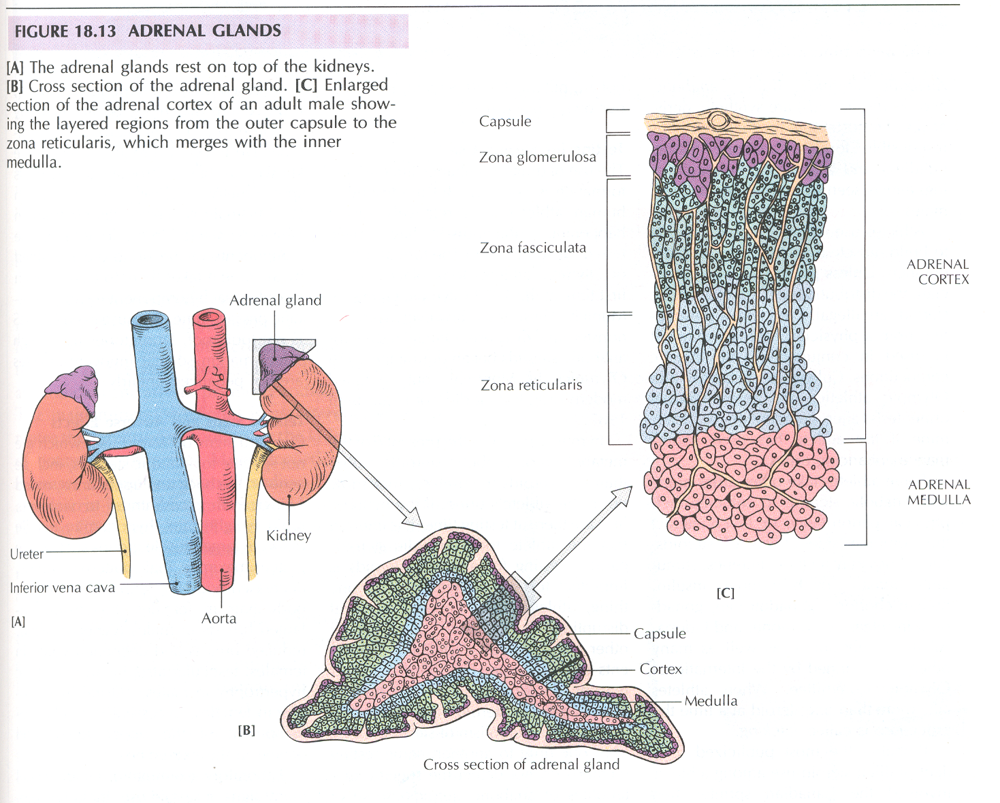 FIGURE 18.13 ADRENAL GLANDS
[A] The adrenal glands rest on top of the kidneys.
[B] Cross section of the adrenal gland. [C] Enlarged
section of the adrenal cortex of an adult male show-
ing the layered regions from the outer capsule to the
zona reticularis, which merges with the inner
medulla.
Adrenal gland
Kidney
Ureter
Inferior vena cava
Aorta
[A]
Capsule
Zona glomerulosa
Zona fasciculata
Zona reticularis
ADRENAL
CORTEX
ADRENAL
MEDULLA
[C]
Capsule
Cortex
Medulla
[B]
Cross section of adrenal gland